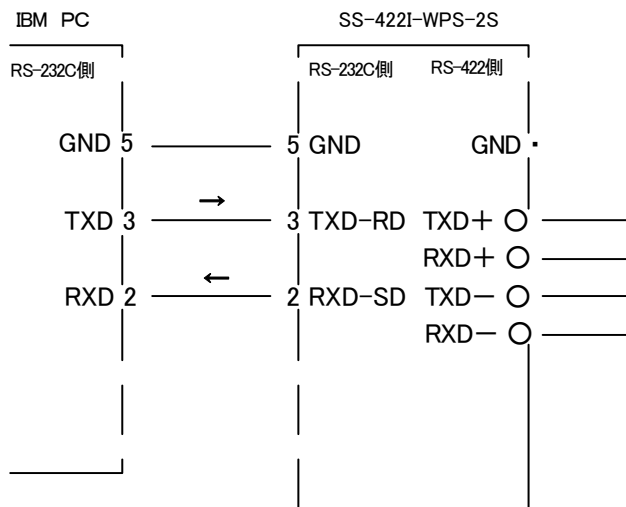 IBM PC SS-422I-WPS-2S
RS-232C側 RS-232C側 RS-422側
GND 5 5 GND GND
TXD 3 3 TXD-RD TXD+
RXD+
RXD 2 2 RXD-SD TXD-
RXD-